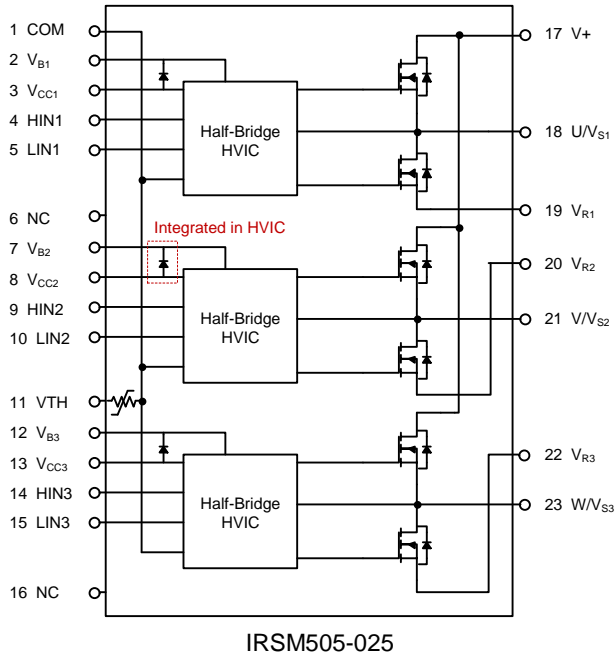 1 COM
2 VB1
3 VCC1
4 HIN1
5 LIN1
6 NC
7 VB2
8 VCC2
9 HIN2
10 LIN2
11 VTH
12 VB3
13 VCC3
14 HIN3
15 LIN3
16 NC
Half-Bridge
HVIC
Integrated in HVIC
Half-Bridge
HVIC
Half-Bridge
HVIC
17 V+
18 U/VS1
19 VR1
20 VR2
21 V/VS2
22 VR3
23 W/VS3
IRSM505-025